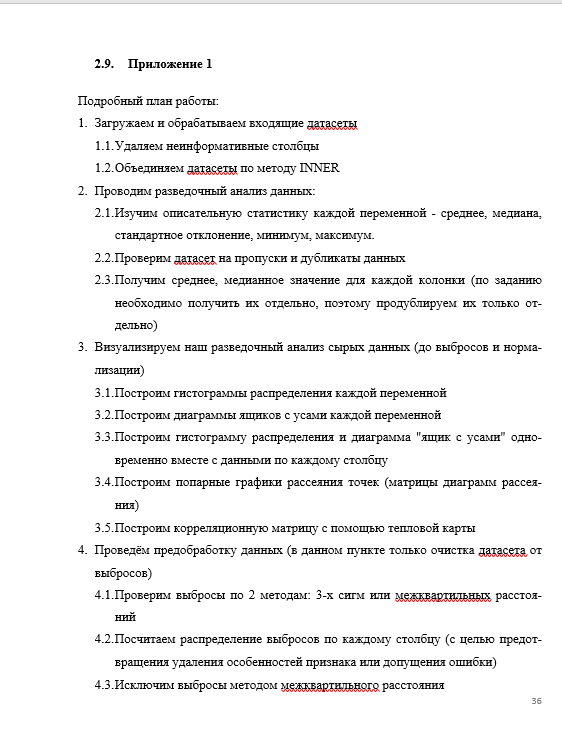 2.9. Приложение 1
Подробный план работы:
1. Загружаем и обрабатываем входящие датасеты
1.1.Удаляем неинформативные столбцы
1.2.Объединяем датасеты по методу INNER
2. Проводим разведочный анализ данных:
2.1.Изучим описательную статистику каждой переменной - среднее, медиана,
стандартное отклонение, минимум, максимум.
2.2.Проверим датасет на пропуски и дубликаты данных
2.3.Получим среднее, медианное значение для каждой колонки (по заданию
необходимо получить их отдельно, поэтому продублируем их только от-
дельно)
3. Визуализируем наш разведочный анализ сырых данных (до выбросов и норма-
лизации)
3.1.Построим гистограммы распределения каждой переменной
3.2.Построим диаграммы ящиков с усами каждой переменной
3.3.Построим гистограмму распределения и диаграмма "ящик с усами" одно-
временно вместе с данными по каждому столбцу
3.4.Построим попарные графики рассеяния точек (матрицы диаграмм рассея-
ния)
3.5.Построим корреляционную матрицу с помощью тепловой карты
4. Проведём предобработку данных (в данном пункте только очистка датасета от
выбросов)
4.1.Проверим выбросы по 2 методам: 3-х сигм или межквартильных расстоя-
ний
4.2.Посчитаем распределение выбросов по каждому столбцу (с целью предот-
вращения удаления особенностей признака или допущения ошибки)
4.3.Исключим выбросы методом межквартильного расстояния
36